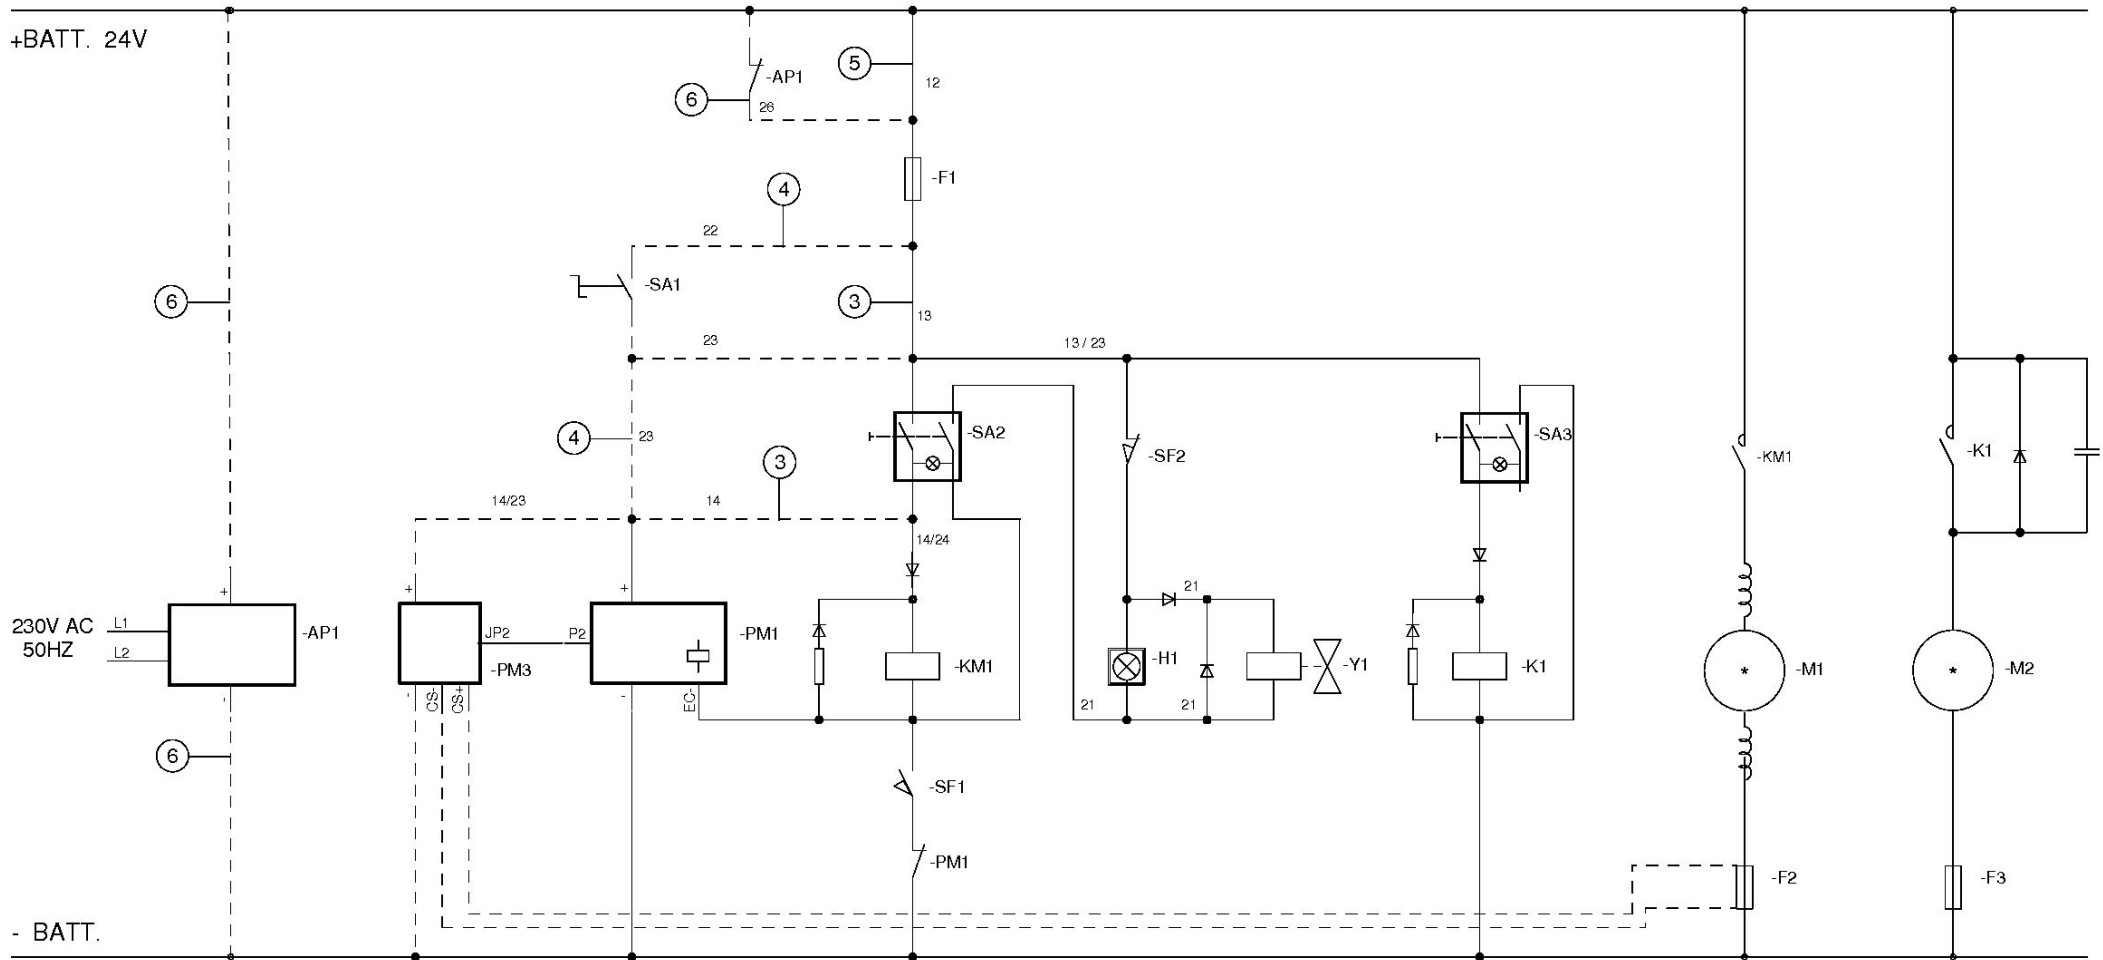 +BATT. 24V
5
-AP1
12
6
26
-F1
4
22
-SA1
6
3
13
23
13 / 23
-SA2
-SA3
4
23
-SF2
-KM1
-K1
3
14/23
14
14/24
+
+
+
21
230V AC
50HZ
L1
L2
-AP1
JP2
P2
-PM3
-PM1
-KM1
-H1
-Y1
-K1
*
-M1
*
-M2
-
-
CS-
CS+
-
EC-
21
21
6
-SF1
-PM1
-F2
-F3
- BATT.